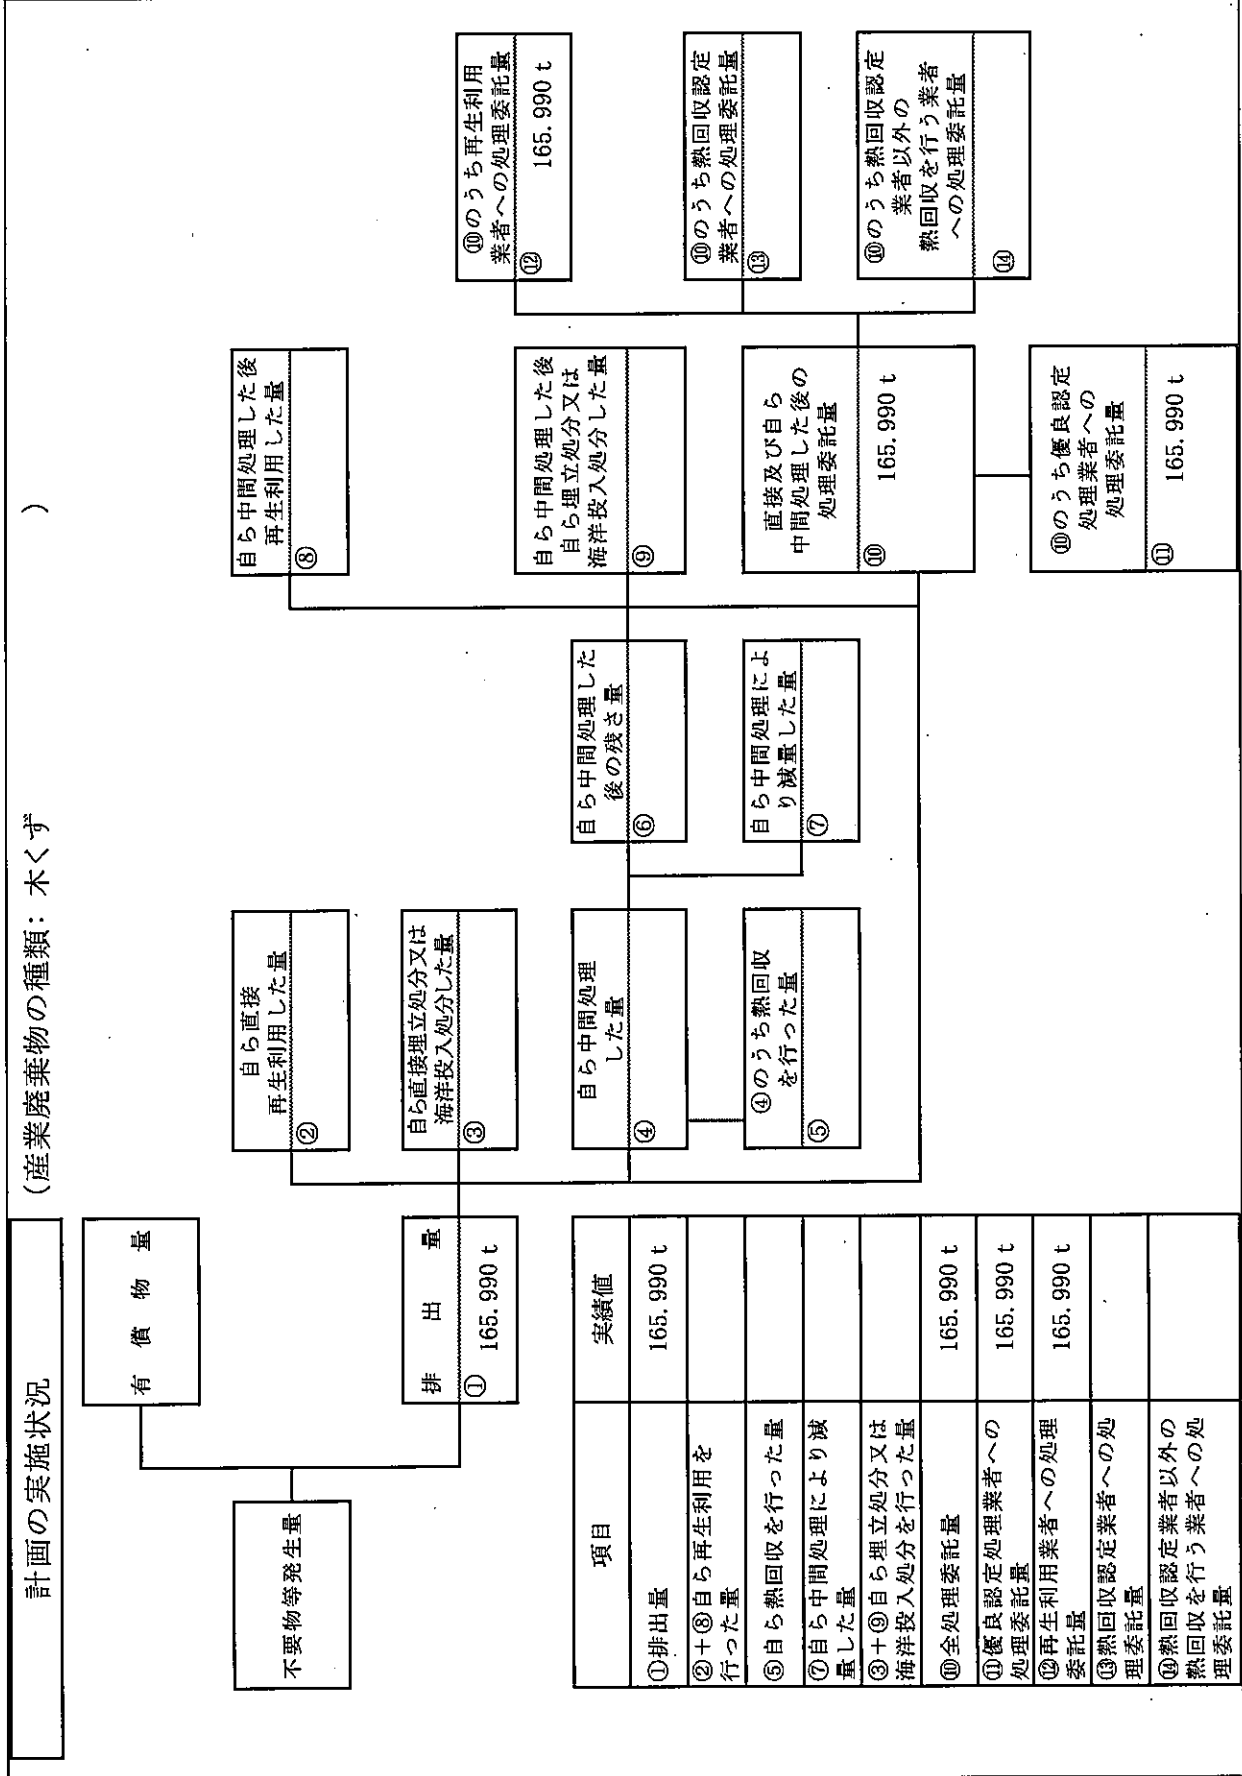 計画の実施状況
(産業廃棄物の種類: 木くず )
不要物等発生量
有 償 物 量
排 出 量
① 165.990 t
自ら直接
再生利用した量
②
自ら直接埋立処分又は
海洋投入処分した量
③
自ら中間処理
した量
④
④のうち熱回収
を行った量
⑤
自ら中間処理した
後の残さ量
⑥
自ら中間処理によ
り減量した量
⑦
自ら中間処理した後
再生利用した量
⑧
自ら中間処理した後
自ら埋立処分又は
海洋投入処分した量
⑨
直接及び自ら
中間処理した後の
処理委託量
⑩ 165.990 t
⑩のうち優良認定
処理業者への
処理委託量
⑪ 165.990 t
⑩のうち再生利用
業者への処理委託量
⑫ 165.990 t
⑩のうち熱回収認定
業者への処理委託量
⑬
⑩のうち熱回収認定
業者以外の
熱回収を行う業者
への処理委託量
⑭
項目 実績値
①排出量 165.990 t
②+⑧自ら再生利用を
行った量
⑤自ら熱回収を行った量
⑦自ら中間処理により減
量した量
③+⑨自ら埋立処分又は
海洋投入処分を行った量
⑩全処理委託量 165.990 t
⑪優良認定処理業者への
処理委託量 165.990 t
⑫再生利用業者への処理
委託量 165.990 t
⑬熱回収認定業者への処
理委託量
⑭熱回収認定業者以外の
熱回収を行う業者への処
理委託量